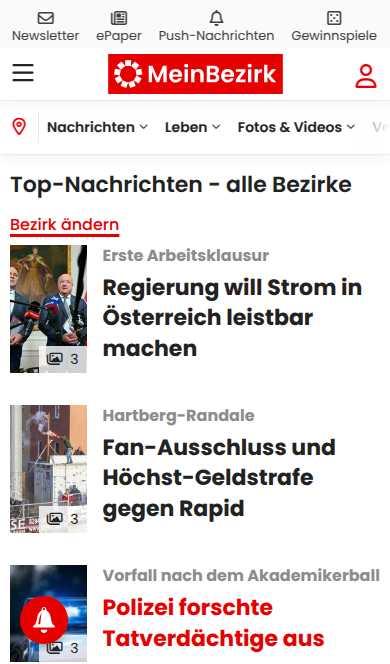 Newsletter ePaper Push-Nachrichten Gewinnspiele
MeinBezirk
Nachrichten Leben Fotos & Videos Ve
Top-Nachrichten - alle Bezirke
Bezirk ändern
Erste Arbeitsklausur
Regierung will Strom in
Österreich leistbar
machen
3
Hartberg-Randale
Fan-Ausschluss und
Höchst-Geldstrafe
gegen Rapid
3
Vorfall nach dem Akademikerball
Polizei forschte
Tatverdächtige aus
3